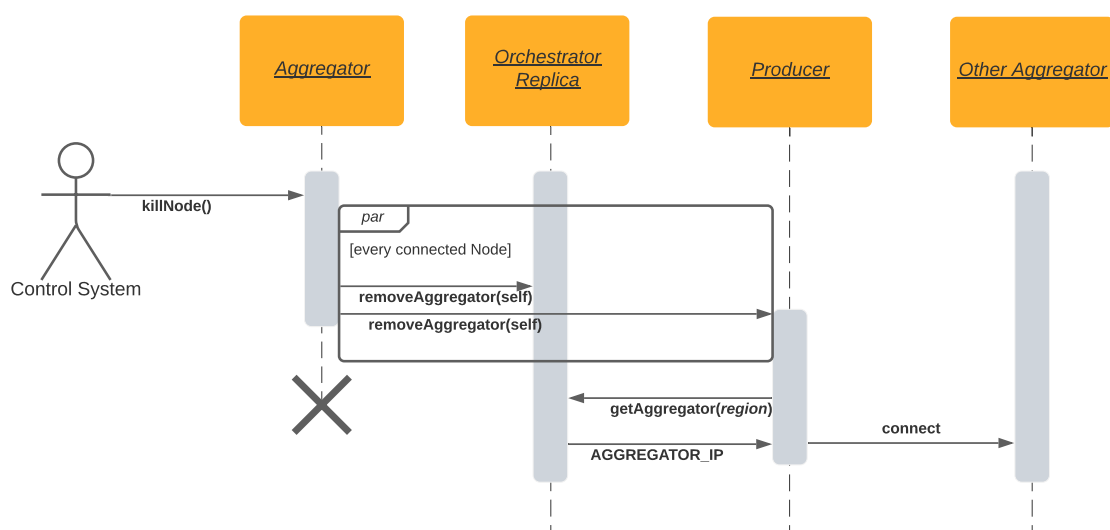 Aggregator
Orchestrator
Replica
Producer
Other Aggregator
killNode()
par
[every connected Node]
Control System
removeAggregator(self)
removeAggregator(self)
getAggregator(region)
connect
AGGREGATOR_IP